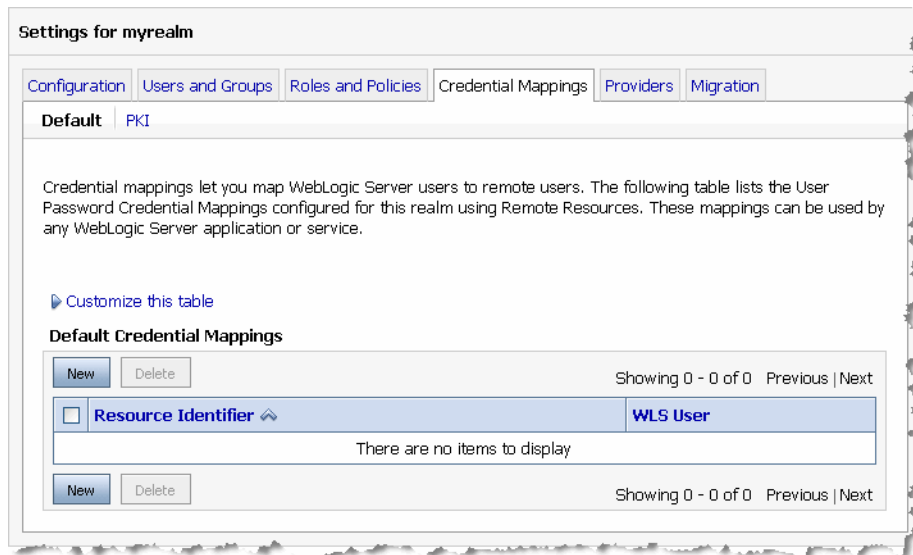 Settings for myrealm
Configuration Users and Groups Roles and Policies Credential Mappings Providers Migration
Default PKI
Credential mappings let you map WebLogic Server users to remote users. The following table lists the User
Password Credential Mappings configured for this realm using Remote Resources. These mappings can be used by
any WebLogic Server application or service.
Customize this table
Default Credential Mappings
New Delete Showing 0 - 0 of 0 Previous | Next
Resource Identifier WLS User
There are no items to display
New Delete Showing 0 - 0 of 0 Previous | Next